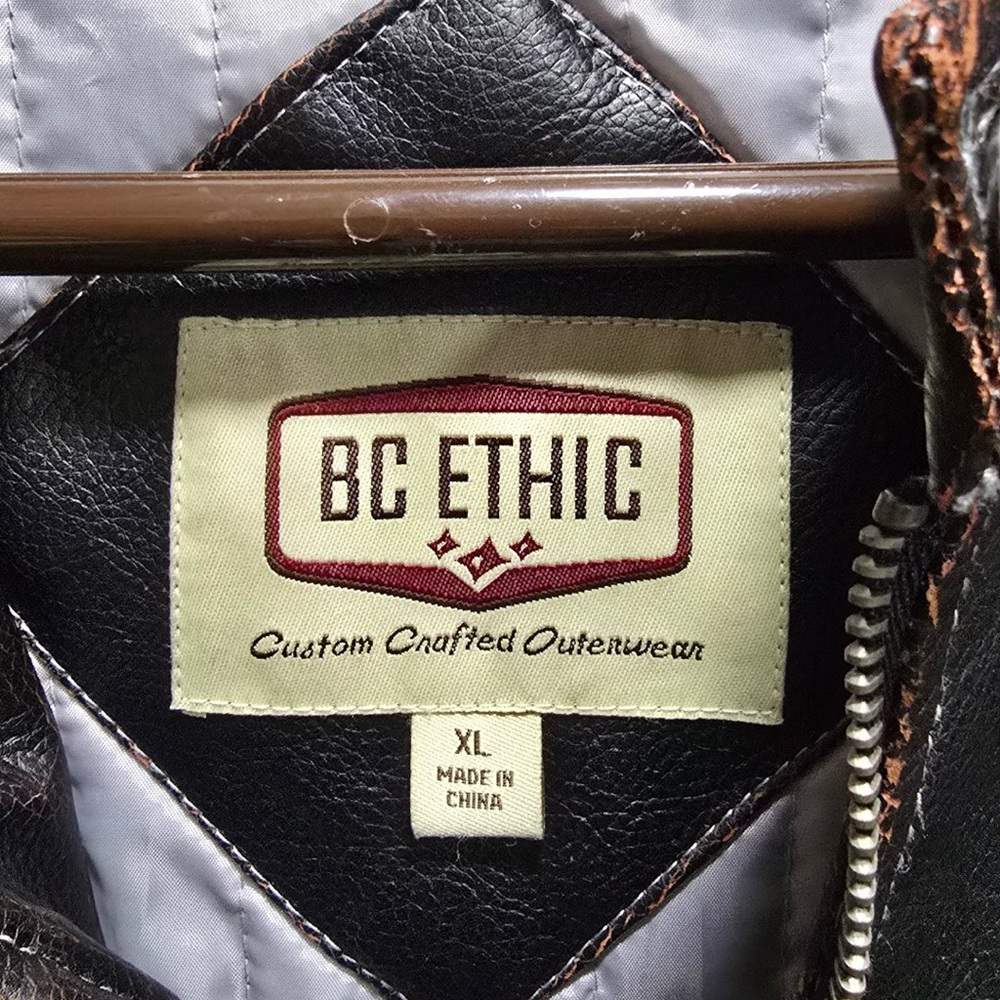 BC ETHIC
Custom Crafted Outerwear
XL
MADE IN
CHINA